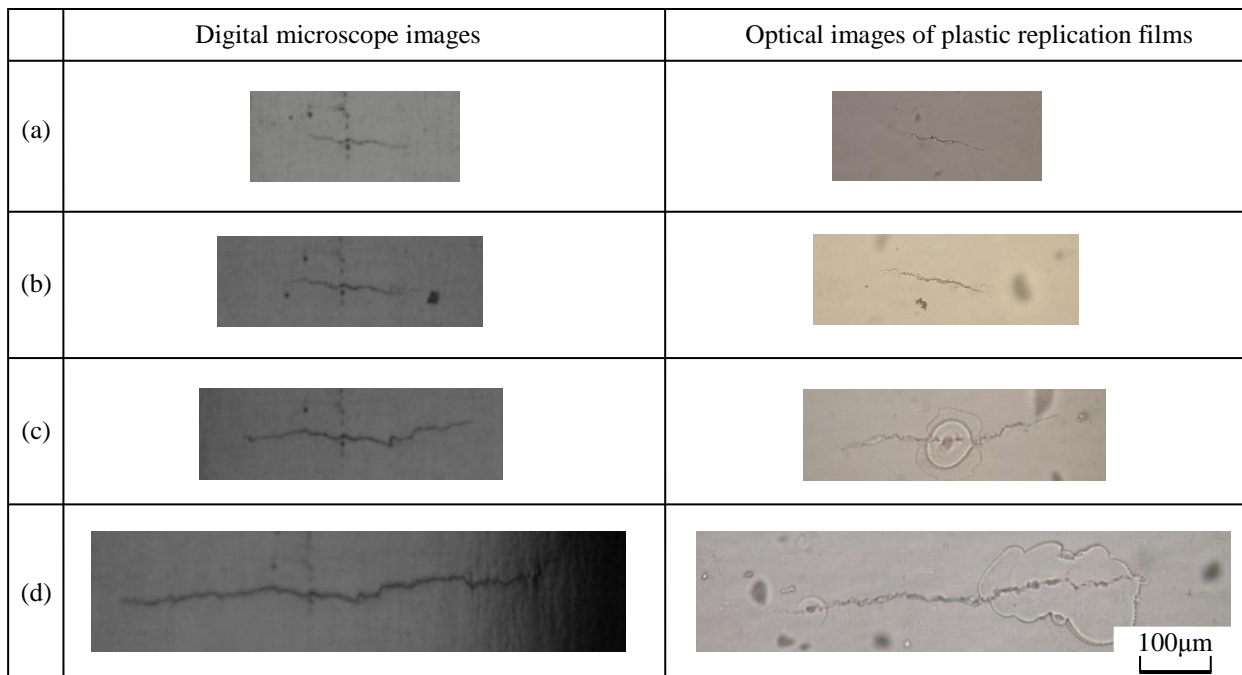 Digital microscope images
Optical images of plastic replication films
(a)
(b)
(c)
(d)
100μm